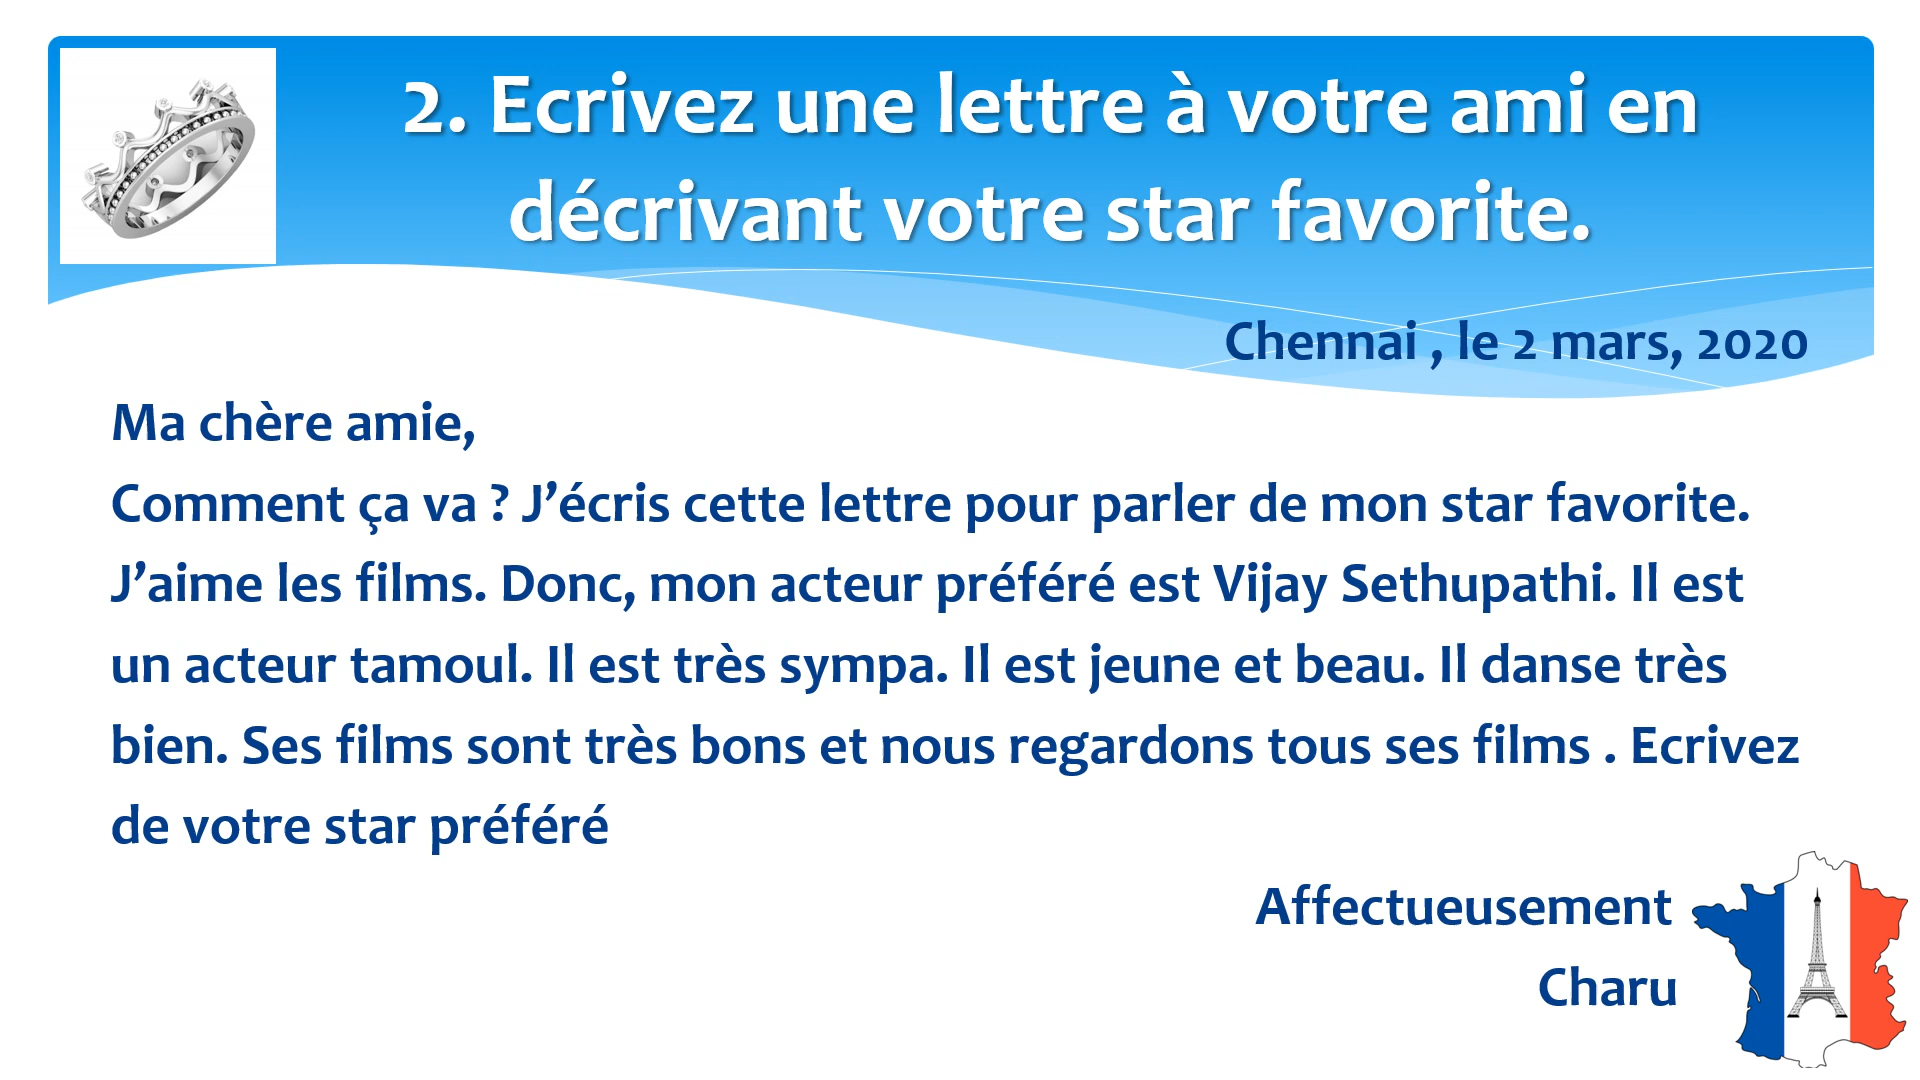 2. Ecrivez une lettre à votre ami en
décrivant votre star favorite.
Chennai , le 2 mars, 2020
Ma chère amie,
Comment ça va ? J’écris cette lettre pour parler de mon star favorite.
J’aime les films. Donc, mon acteur préféré est Vijay Sethupathi. Il est
un acteur tamoul. Il est très sympa. Il est jeune et beau. Il danse très
bien. Ses films sont très bons et nous regardons tous ses films . Ecrivez
de votre star préféré
Affectueusement
Charu